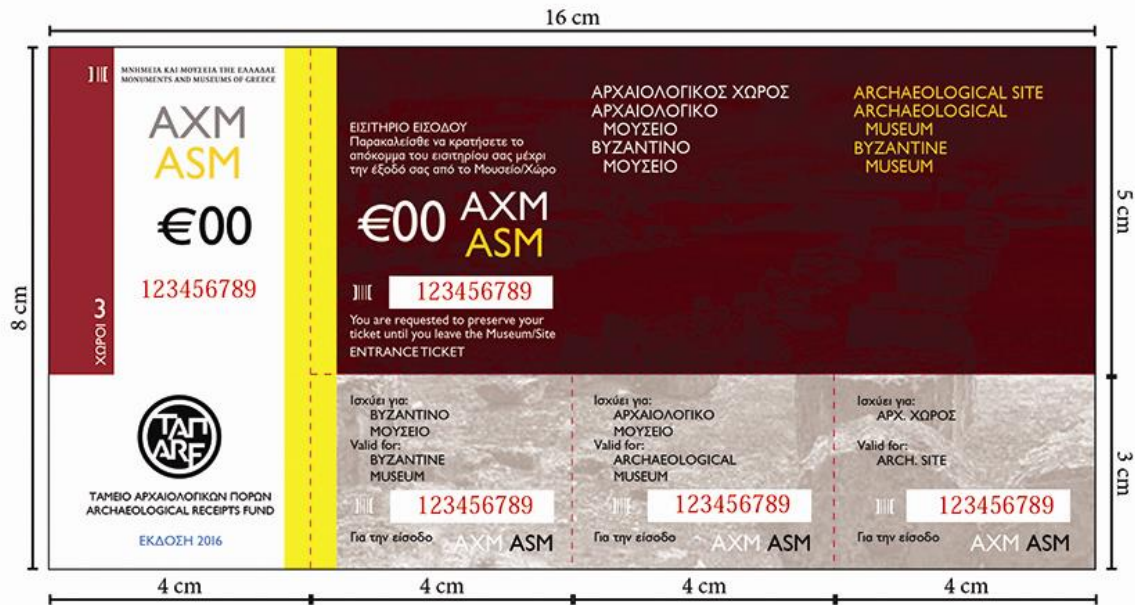 16 cm
8 cm
ΜΝΗΜΕΙΑ ΚΑΙ ΜΟΥΣΕΙΑ ΤΗΣ ΕΛΛΑΔΑΣ
MONUMENTS AND MUSEUMS OF GREECE
ΑΧΜ
ASM
€00
123456789
ΧΩΡΟΙ 3
ΤΑΠ
ARF
ΤΑΜΕΙΟ ΑΡΧΑΙΟΛΟΓΙΚΩΝ ΠΟΡΩΝ
ARCHAEOLOGICAL RECEIPTS FUND
ΕΚΔΟΣΗ 2016
ΕΙΣΙΤΗΡΙΟ ΕΙΣΟΔΟΥ
Παρακαλείσθε να κρατήσετε το
απόκομμα του εισιτηρίου σας μέχρι
την έξοδό σας από το Μουσείο/Χώρο
€00
ΑΧΜ
ASM
123456789
You are requested to preserve your
ticket until you leave the Museum/Site
ENTRANCE TICKET
ΑΡΧΑΙΟΛΟΓΙΚΟΣ ΧΩΡΟΣ
ΑΡΧΑΙΟΛΟΓΙΚΟ
ΜΟΥΣΕΙΟ
ΒΥΖΑΝΤΙΝΟ
ΜΟΥΣΕΙΟ
ARCHAEOLOGICAL SITE
ARCHAEOLOGICAL
MUSEUM
BYZANTINE
MUSEUM
5 cm
Ισχύει για:
ΒΥΖΑΝΤΙΝΟ
ΜΟΥΣΕΙΟ
Valid for:
BYZANTINE
MUSEUM
123456789
Για την είσοδο ΑΧΜ ASM
Ισχύει για:
ΑΡΧΑΙΟΛΟΓΙΚΟ
ΜΟΥΣΕΙΟ
Valid for:
ARCHAEOLOGICAL
MUSEUM
123456789
Για την είσοδο ΑΧΜ ASM
Ισχύει για:
ΑΡΧ. ΧΩΡΟΣ
Valid for:
ARCH. SITE
123456789
Για την είσοδο ΑΧΜ ASM
3 cm
4 cm
4 cm
4 cm
4 cm